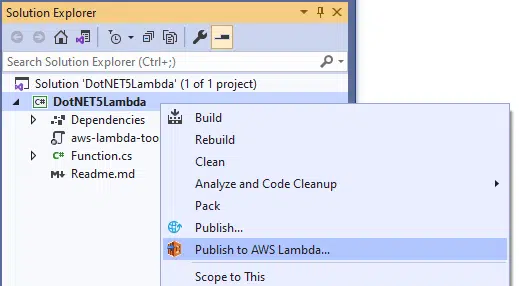 Solution Explorer
Search Solution Explorer (Ctrl+;)
Solution 'DotNET5Lambda' (1 of 1 project)
C# DotNET5Lambda
Dependencies
aws-lambda-too
C# Function.cs
Readme.md
Build
Rebuild
Clean
Analyze and Code Cleanup
Pack
Publish...
Publish to AWS Lambda...
Scope to This